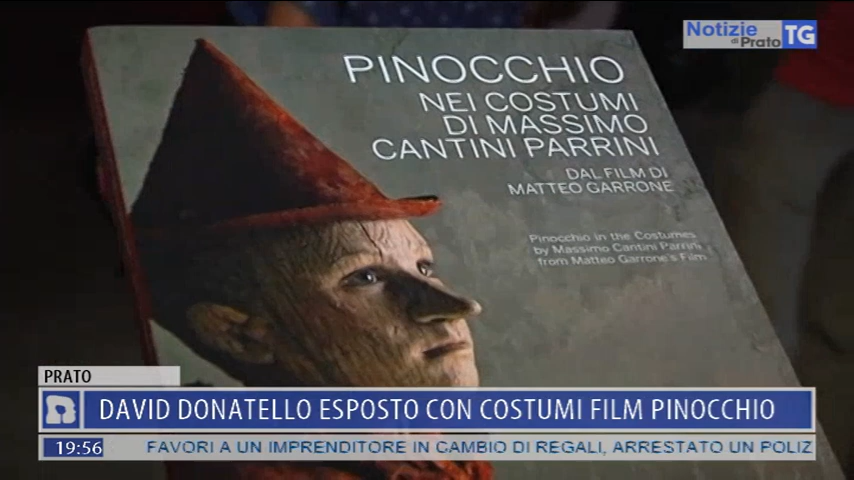 Notizie
di Prato
TG
PINOCCHIO
NEI COSTUMI
DI MASSIMO
CANTINI PARRINI
DAL FILM DI
MATTEO GARRONE
Pinocchio in the Costumes
by Massimo Cantini Parrini
from Matteo Garrone's Film
PRATO
DAVID DONATELLO ESPOSTO CON COSTUMI FILM PINOCCHIO
19:56
FAVORI A UN IMPRENDITORE IN CAMBIO DI REGALI, ARRESTATO UN POLIZ